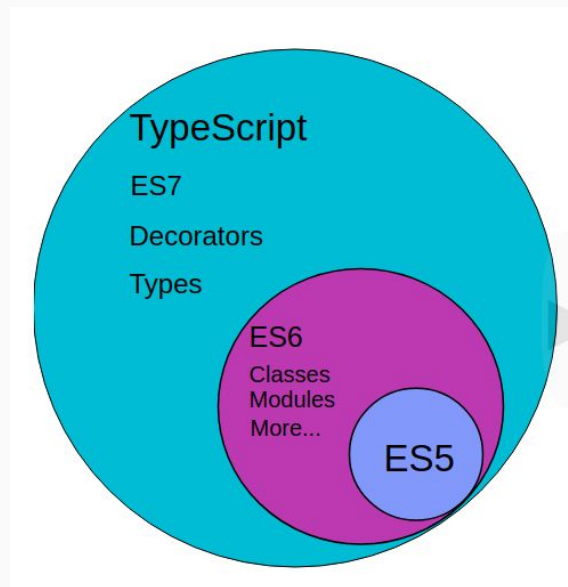 TypeScript
ES7
Decorators
Types
ES6
Classes
Modules
More...
ES5